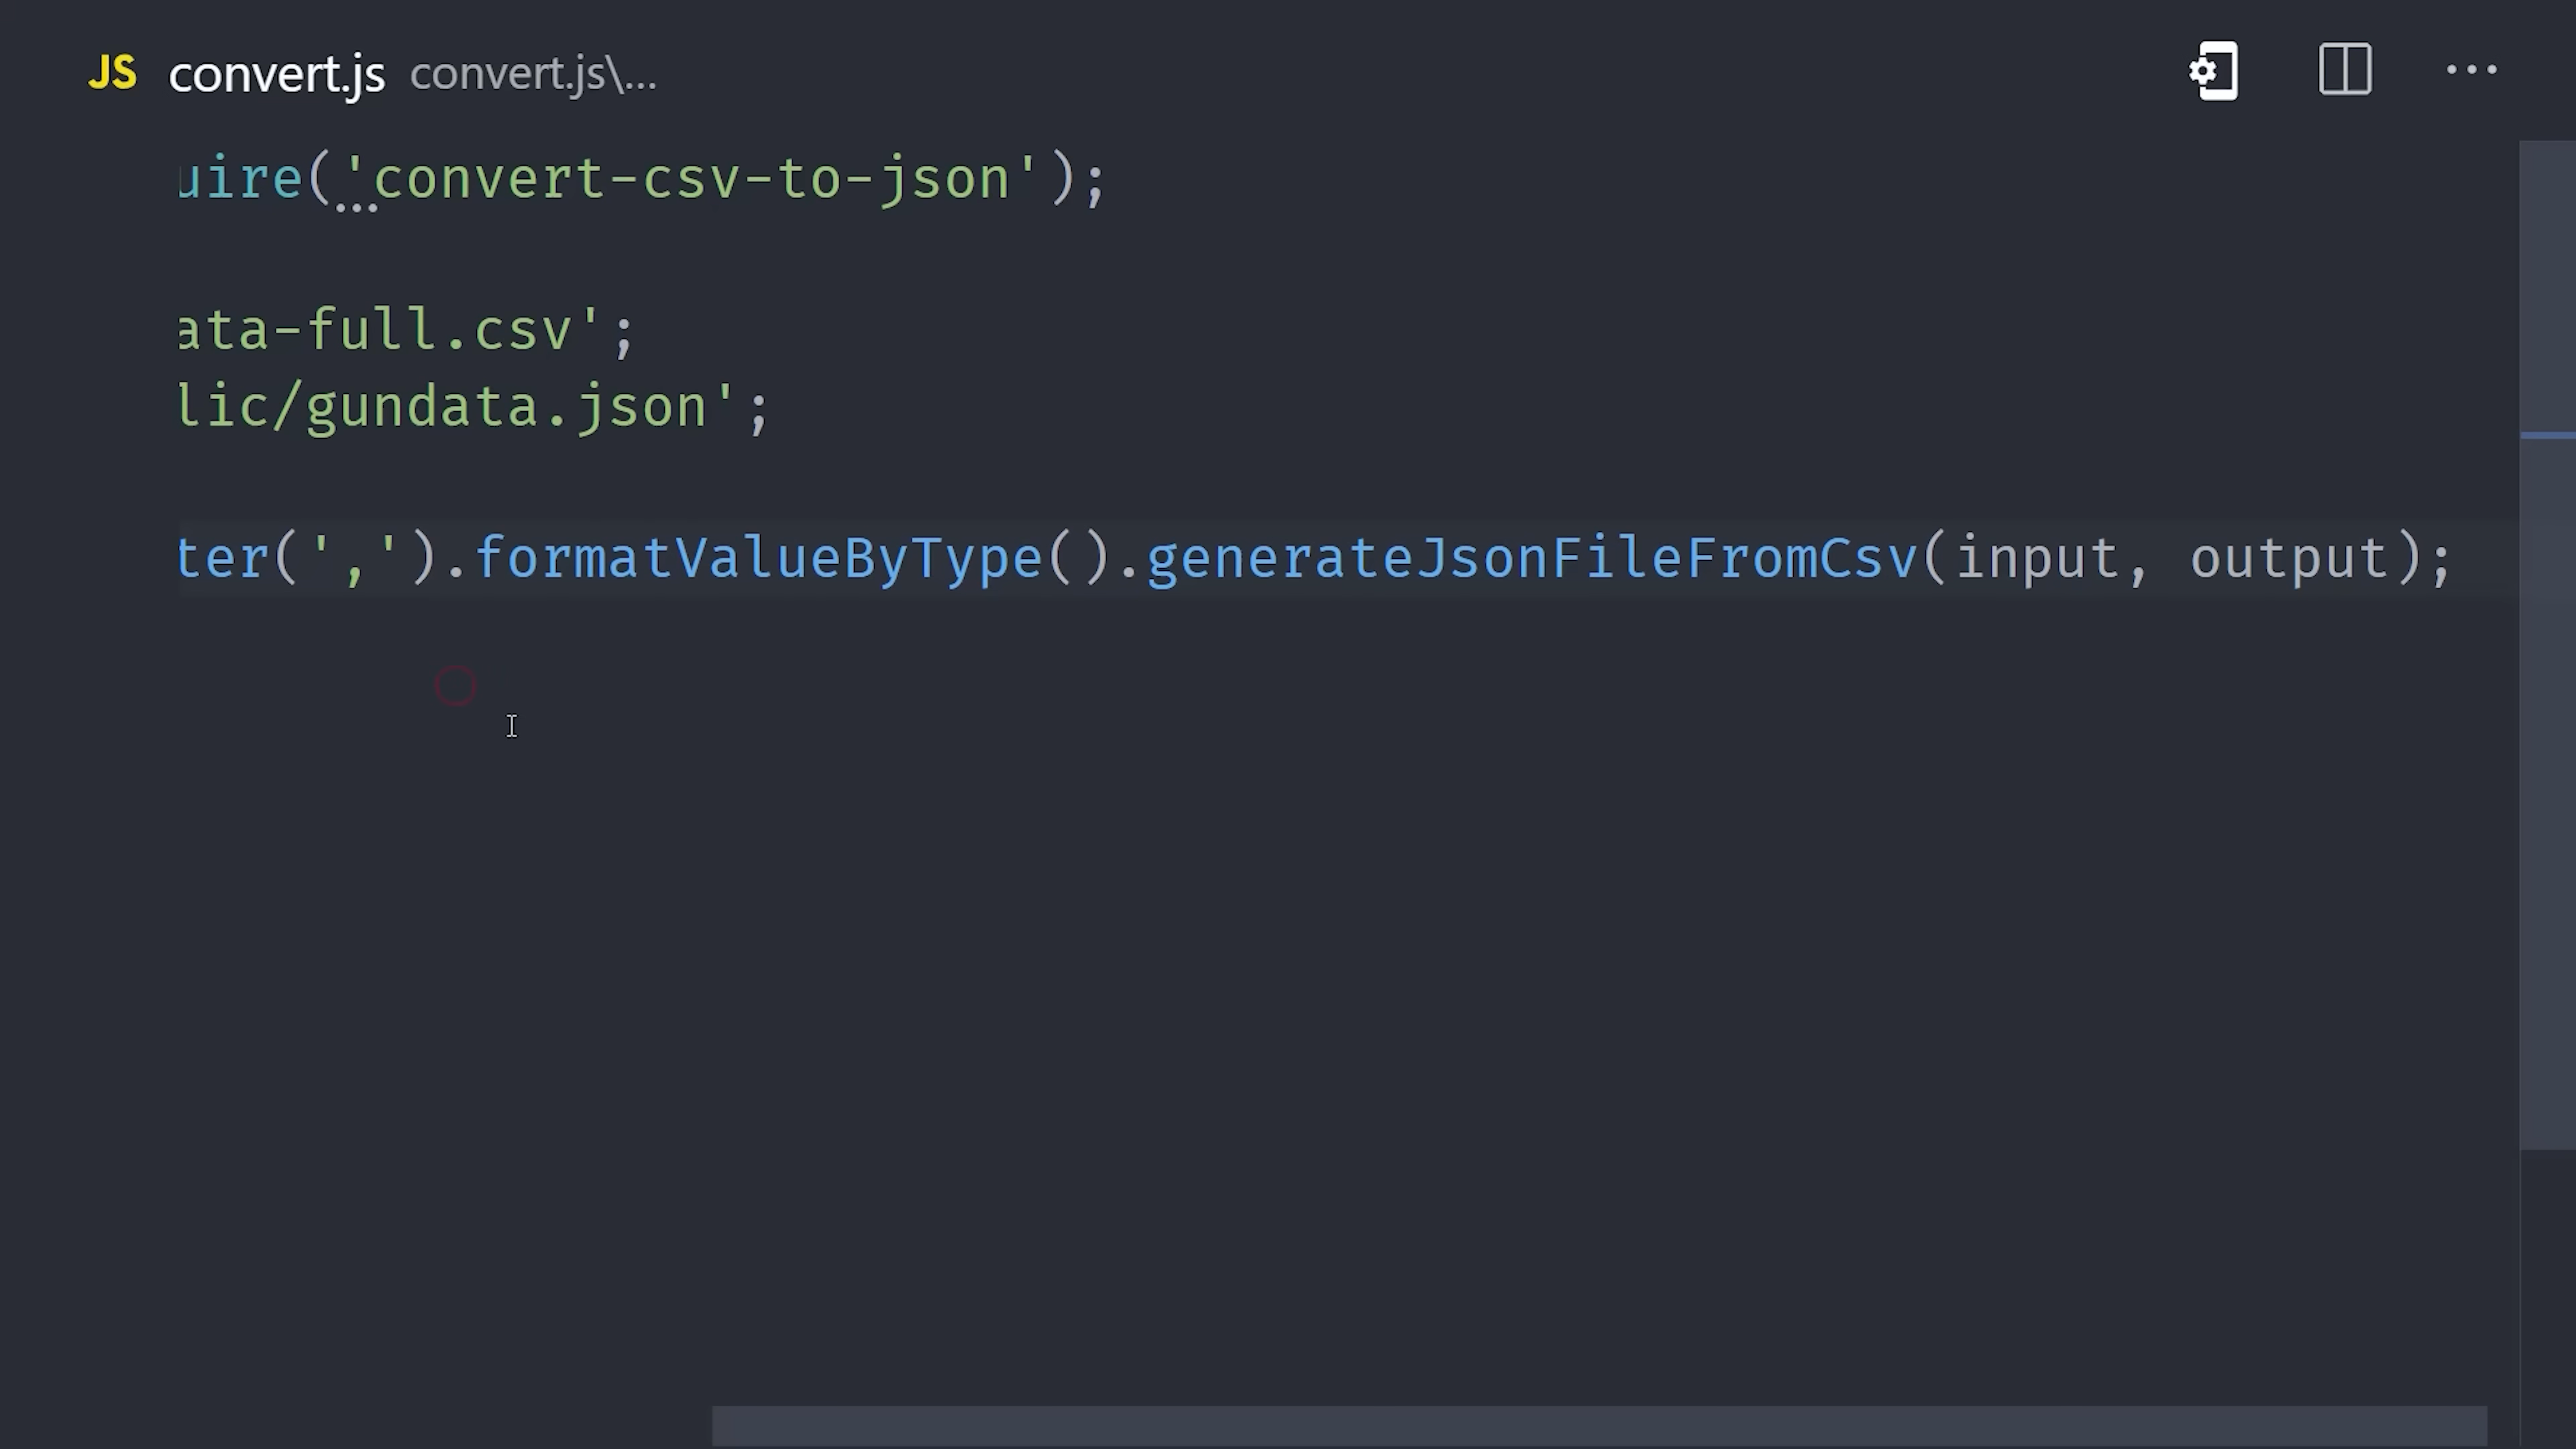 JS convert.js convert.js\...
uire('convert-csv-to-json');
ata-full.csv';
lic/gundata.json';
ter(',').formatValueByType().generateJsonFileFromCsv(input, output);